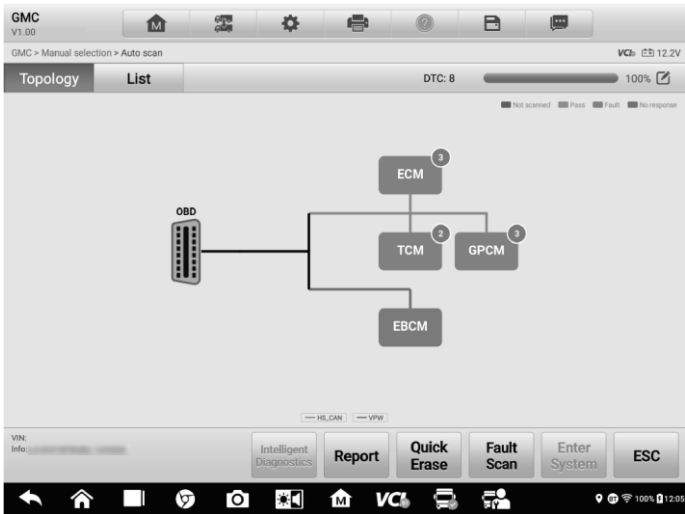 GMC
V1.00
GMC > Manual selection > Auto scan
VCI 12.2V
Topology
List
DTC: 8
100%
Not scanned Pass Fault No response
3
ECM
OBD
2
TCM
3
GPCM
EBCM
HS_CAN VPW
VIN:
Info:
Intelligent Diagnostics
Report
Quick Erase
Fault Scan
Enter System
ESC
M
VCI
BT
100%
12:05